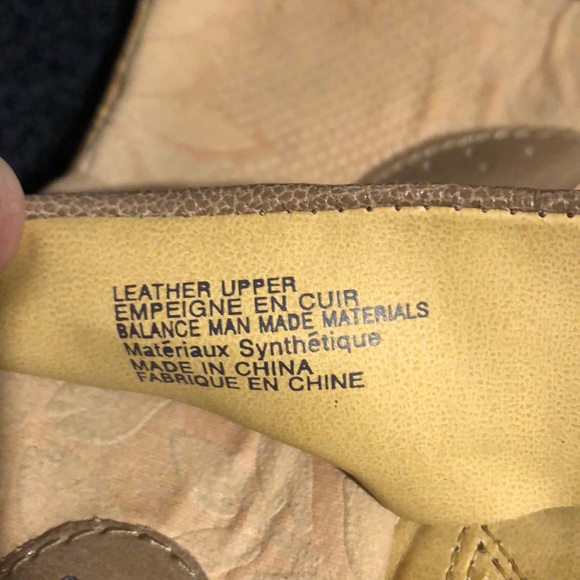 LEATHER UPPER
EMPEIGNE EN CUIR
BALANCE MAN MADE MATERIALS
Matériaux Synthétique
MADE IN CHINA
FABRIQUE EN CHINE